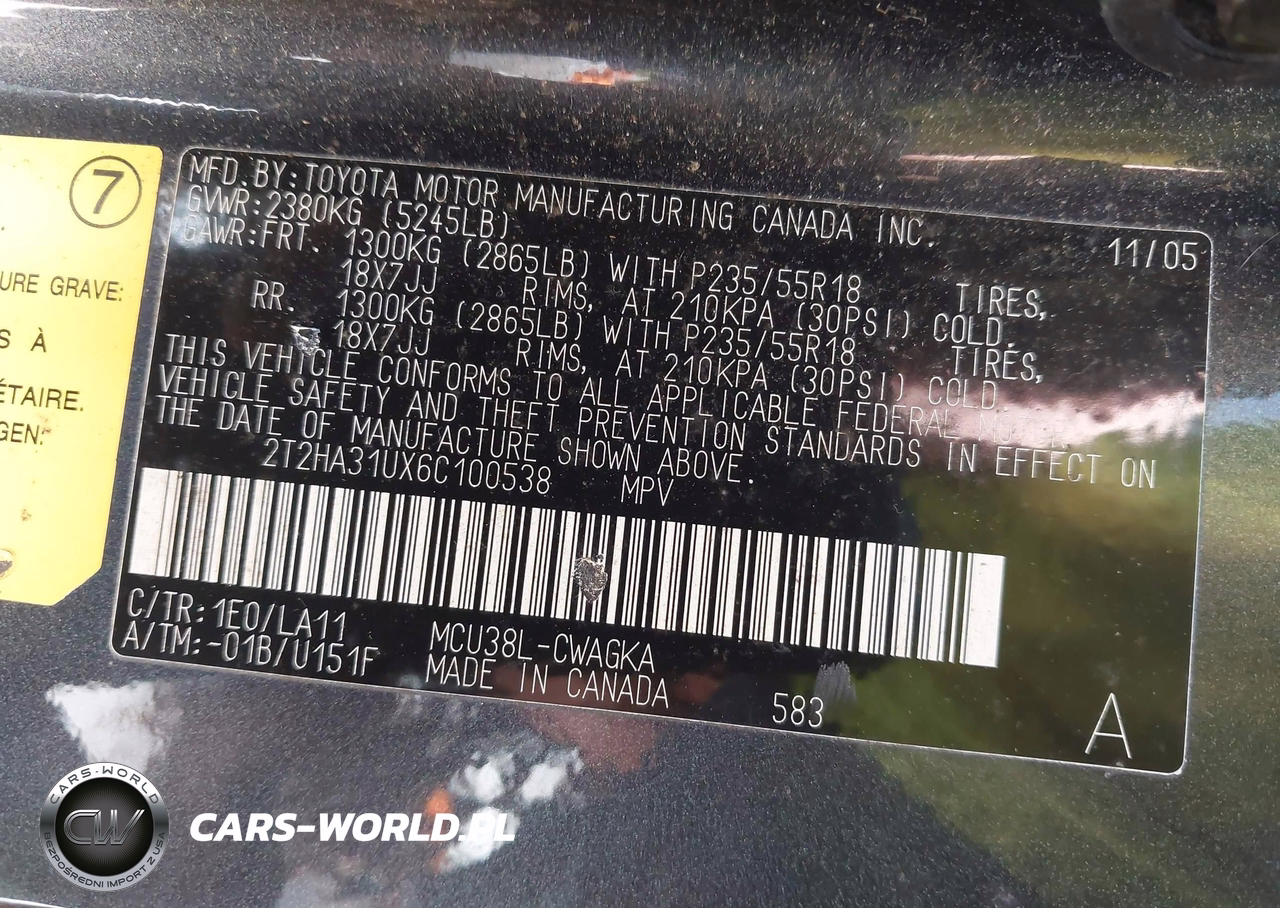 7
URE GRAVE:
S À
ÉTAIRE.
GEN:
MFD.BY:TOYOTA MOTOR MANUFACTURING CANADA INC.
11/05
GVWR:2380KG (5245LB)
GAWR:FRT. 1300KG (2865LB) WITH P235/55R18 TIRES,
18X7JJ RIMS, AT 210KPA (30PSI) COLD.
RR. 1300KG (2865LB) WITH P235/55R18 TIRES,
18X7JJ RIMS, AT 210KPA (30PSI) COLD
THIS VEHICLE CONFORMS TO ALL APPLICABLE FEDERAL MOTOR
VEHICLE SAFETY AND THEFT PREVENTION STANDARDS IN EFFECT ON
THE DATE OF MANUFACTURE SHOWN ABOVE.
2T2HA31UX6C100538 MPV
C/TR:1E0/LA11 MCU38L-CWAGKA
A/TM:-01B/U151F MADE IN CANADA
583
A
CARS-WORLD
CW
BEZPOŚREDNI IMPORT Z USA
CARS-WORLD.PL